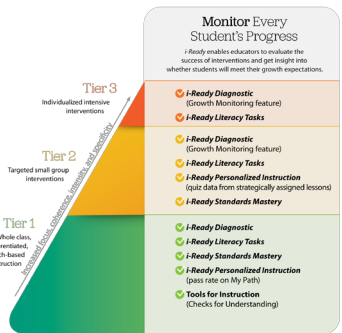 Monitor Every
Student's Progress
i-Ready enables educators to evaluate the
success of interventions and get insight into
whether students will meet their growth expectations.
Tier 3
Individualized intensive
interventions
i-Ready Diagnostic
(Growth Monitoring feature)
i-Ready Literacy Tasks
Tier 2
Targeted small group
interventions
i-Ready Diagnostic
(Growth Monitoring feature)
i-Ready Literacy Tasks
i-Ready Personalized Instruction
(quiz data from strategically assigned lessons)
i-Ready Standards Mastery
Tier 1
Whole class,
erentiated,
ch-based
truction
i-Ready Diagnostic
i-Ready Literacy Tasks
i-Ready Standards Mastery
i-Ready Personalized Instruction
(pass rate on My Path)
Tools for Instruction
(Checks for Understanding)
Increased focus, coherence, intensity, and specificity